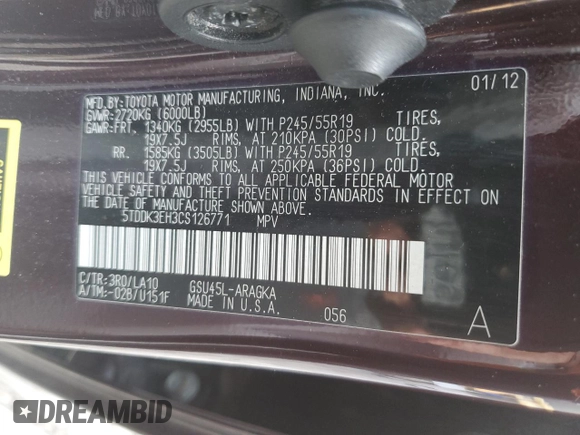 MFD.BY:TOYOTA MOTOR MANUFACTURING, INDIANA, INC. 01/12
GVWR:2720KG (6000LB)
GAWR:FRT. 1340KG (2955LB) WITH P245/55R19 TIRES,
19X7.5J RIMS, AT 210KPA (30PSI) COLD.
RR. 1585KG (3505LB) WITH P245/55R19 TIRES,
19X7.5J RIMS, AT 250KPA (36PSI) COLD.
THIS VEHICLE CONFORMS TO ALL APPLICABLE FEDERAL MOTOR
VEHICLE SAFETY AND THEFT PREVENTION STANDARDS IN EFFECT ON
THE DATE OF MANUFACTURE SHOWN ABOVE.
5TDDK3EH3CS126771 MPV
C/TR:3R0/LA10 GSU45L-ARAGKA
A/TM:-02B/U151F MADE IN U.S.A. 056 A
DREAMBID